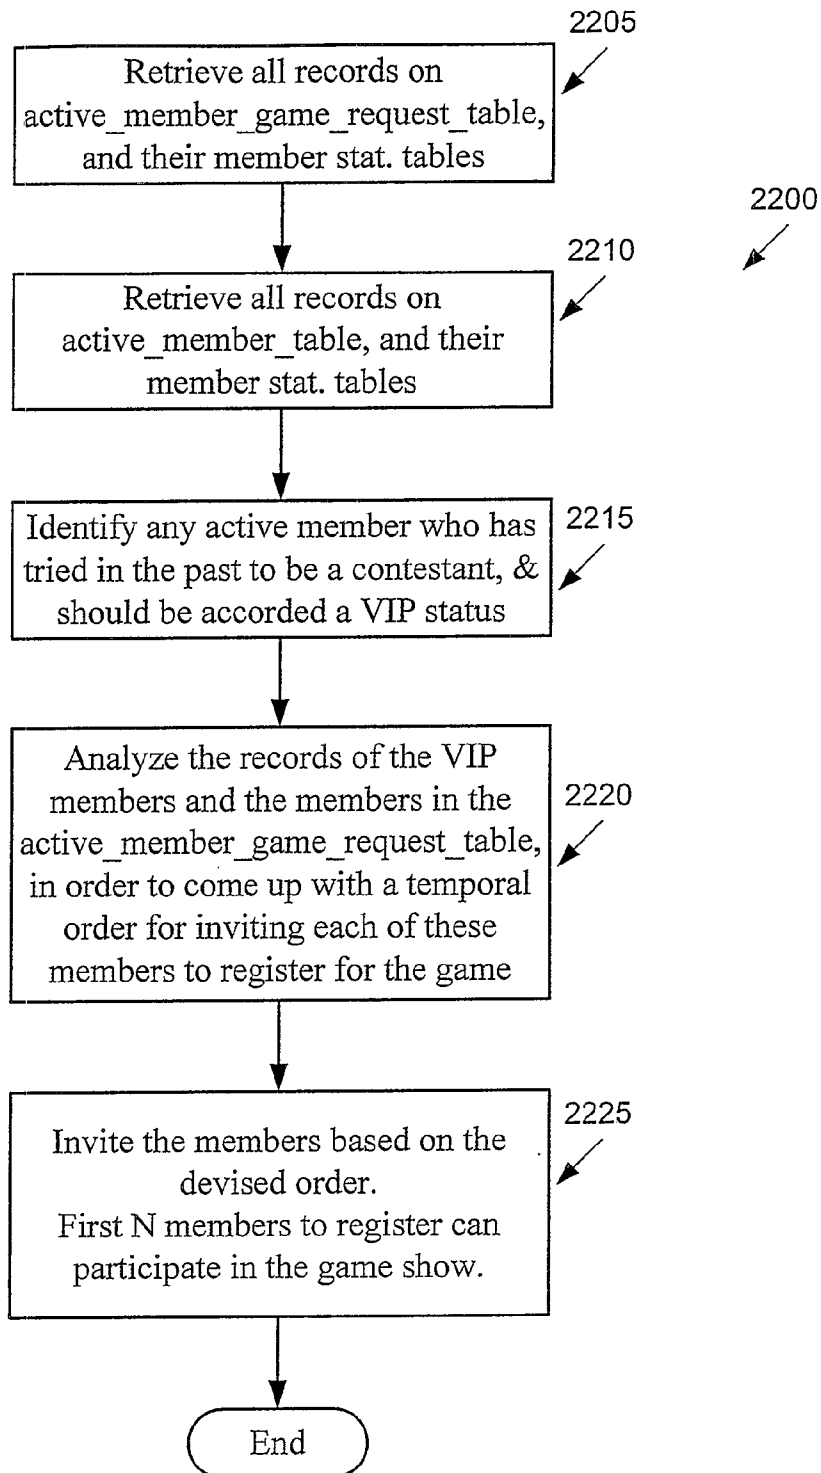 2205
Retrieve all records on
active_member_game_request_table,
and their member stat. tables
2200
2210
Retrieve all records on
active_member_table, and their
member stat. tables
2215
Identify any active member who has
tried in the past to be a contestant, &
should be accorded a VIP status
2220
Analyze the records of the VIP
members and the members in the
active_member_game_request_table,
in order to come up with a temporal
order for inviting each of these
members to register for the game
2225
Invite the members based on the
devised order.
First N members to register can
participate in the game show.
End